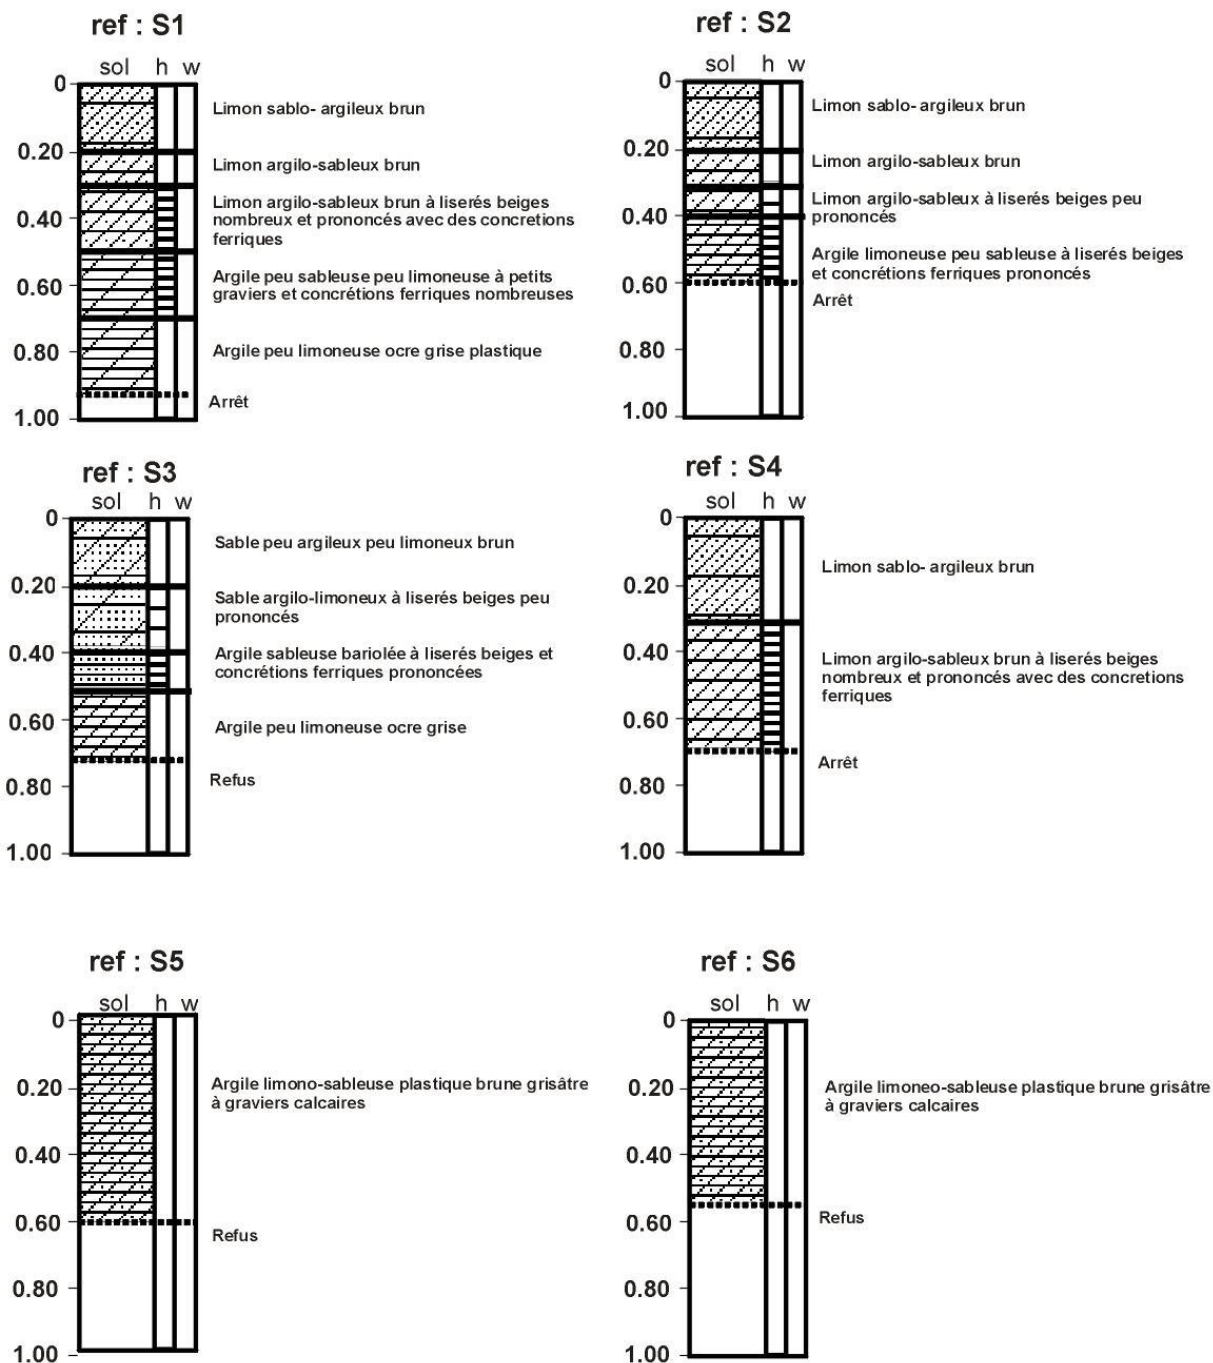 ref : S1
sol h w
0
0.20
0.40
0.60
0.80
1.00
Limon sablo- argileux brun
Limon argilo-sableux brun
Limon argilo-sableux brun à liserés beiges
nombreux et prononcés avec des concretions
ferriques
Argile peu sableuse peu limoneuse à petits
graviers et concrétions ferriques nombreuses
Argile peu limoneuse ocre grise plastique
Arrêt
ref : S2
sol h w
0
0.20
0.40
0.60
0.80
1.00
Limon sablo- argileux brun
Limon argilo-sableux brun
Limon argilo-sableux à liserés beiges peu
prononcés
Argile limoneuse peu sableuse à liserés beiges
et concrétions ferriques prononcés
Arrêt
ref : S3
sol h w
0
0.20
0.40
0.60
0.80
1.00
Sable peu argileux peu limoneux brun
Sable argilo-limoneux à liserés beiges peu
prononcés
Argile sableuse bariolée à liserés beiges et
concrétions ferriques prononcées
Argile peu limoneuse ocre grise
Refus
ref : S4
sol h w
0
0.20
0.40
0.60
0.80
1.00
Limon sablo- argileux brun
Limon argilo-sableux brun à liserés beiges
nombreux et prononcés avec des concretions
ferriques
Arrêt
ref : S5
sol h w
0
0.20
0.40
0.60
0.80
1.00
Argile limono-sableuse plastique brune grisâtre
à graviers calcaires
Refus
ref : S6
sol h w
0
0.20
0.40
0.60
0.80
1.00
Argile limoneo-sableuse plastique brune grisâtre
à graviers calcaires
Refus